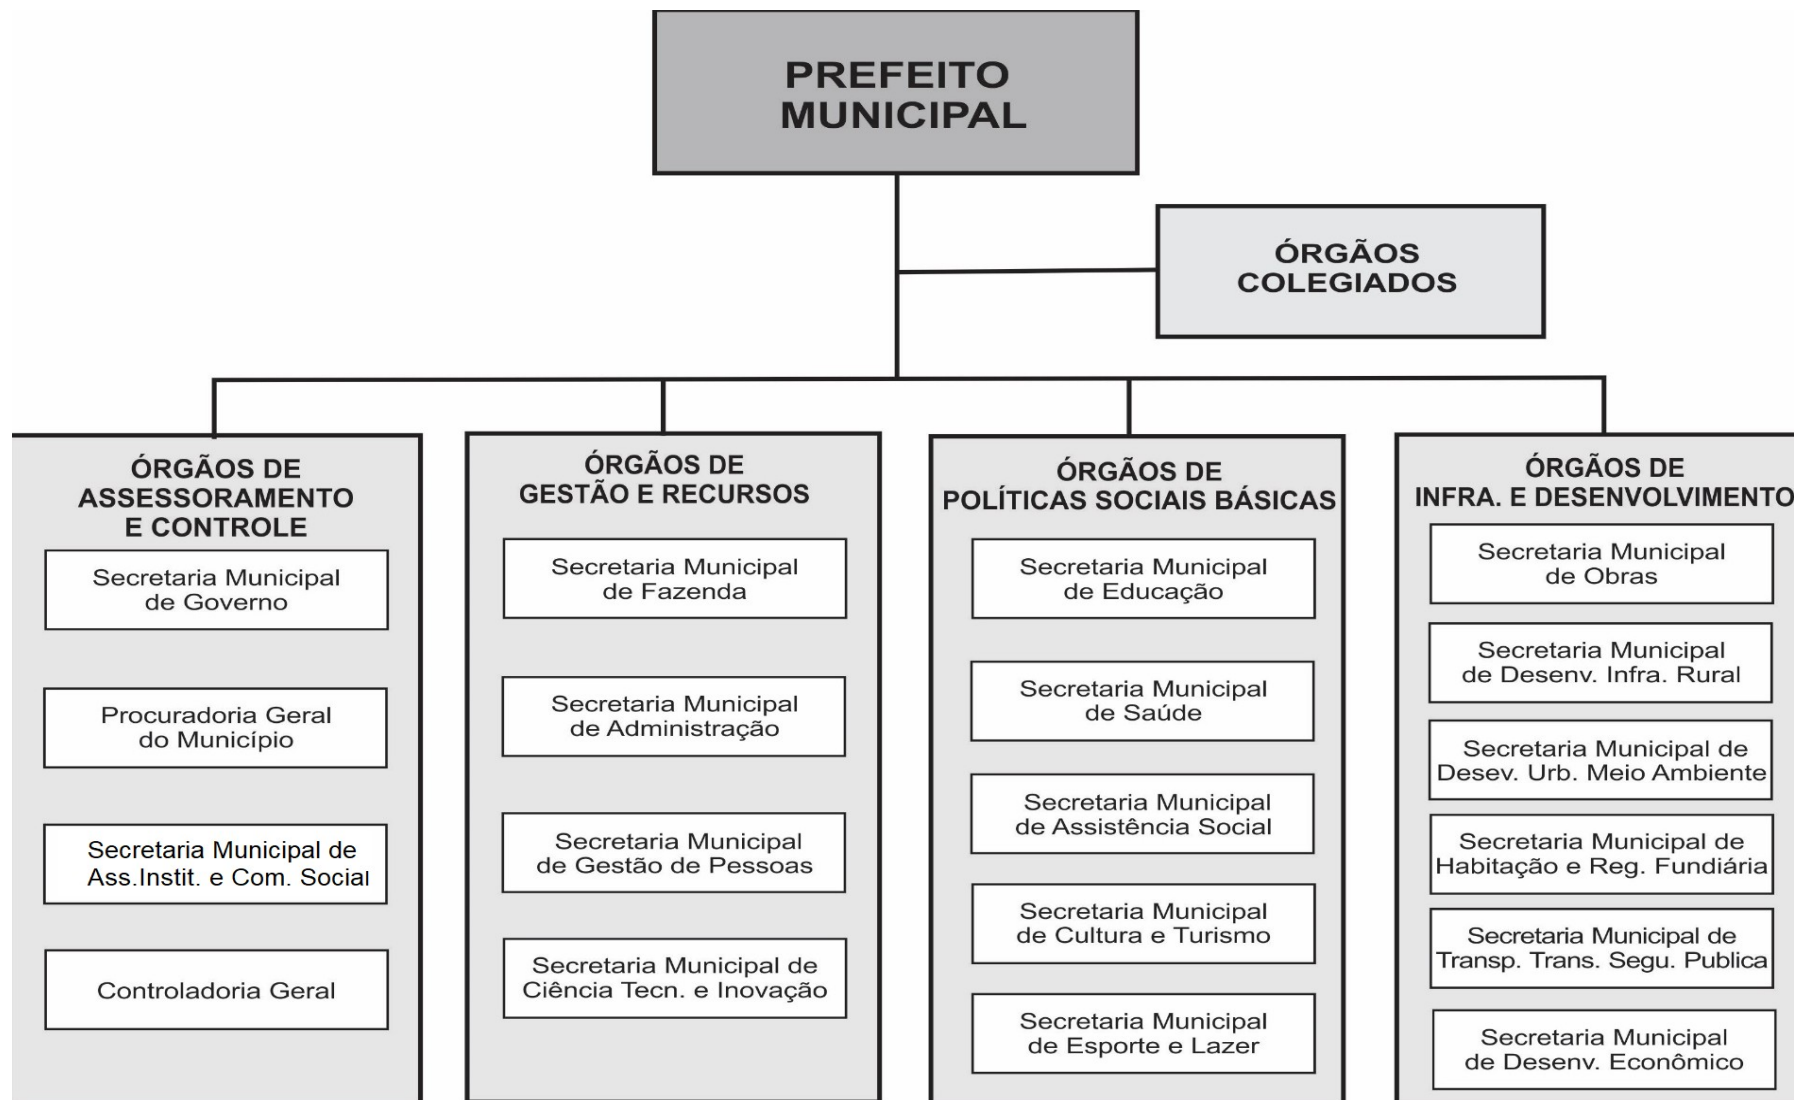 PREFEITO
MUNICIPAL
ÓRGÃOS
COLEGIADOS
ÓRGÃOS DE
ASSESSORAMENTO
E CONTROLE
Secretaria Municipal
de Governo
Procuradoria Geral
do Município
Secretaria Municipal de
Ass.Instit. e Com. Social
Controladoria Geral
ÓRGÃOS DE
GESTÃO E RECURSOS
Secretaria Municipal
de Fazenda
Secretaria Municipal
de Administração
Secretaria Municipal
de Gestão de Pessoas
Secretaria Municipal de
Ciência Tecn. e Inovação
ÓRGÃOS DE
POLÍTICAS SOCIAIS BÁSICAS
Secretaria Municipal
de Educação
Secretaria Municipal
de Saúde
Secretaria Municipal
de Assistência Social
Secretaria Municipal
de Cultura e Turismo
Secretaria Municipal
de Esporte e Lazer
ÓRGÃOS DE
INFRA. E DESENVOLVIMENTO
Secretaria Municipal
de Obras
Secretaria Municipal
de Desenv. Infra. Rural
Secretaria Municipal de
Desev. Urb. Meio Ambiente
Secretaria Municipal de
Habitação e Reg. Fundiária
Secretaria Municipal de
Transp. Trans. Segu. Publica
Secretaria Municipal
de Desenv. Econômico